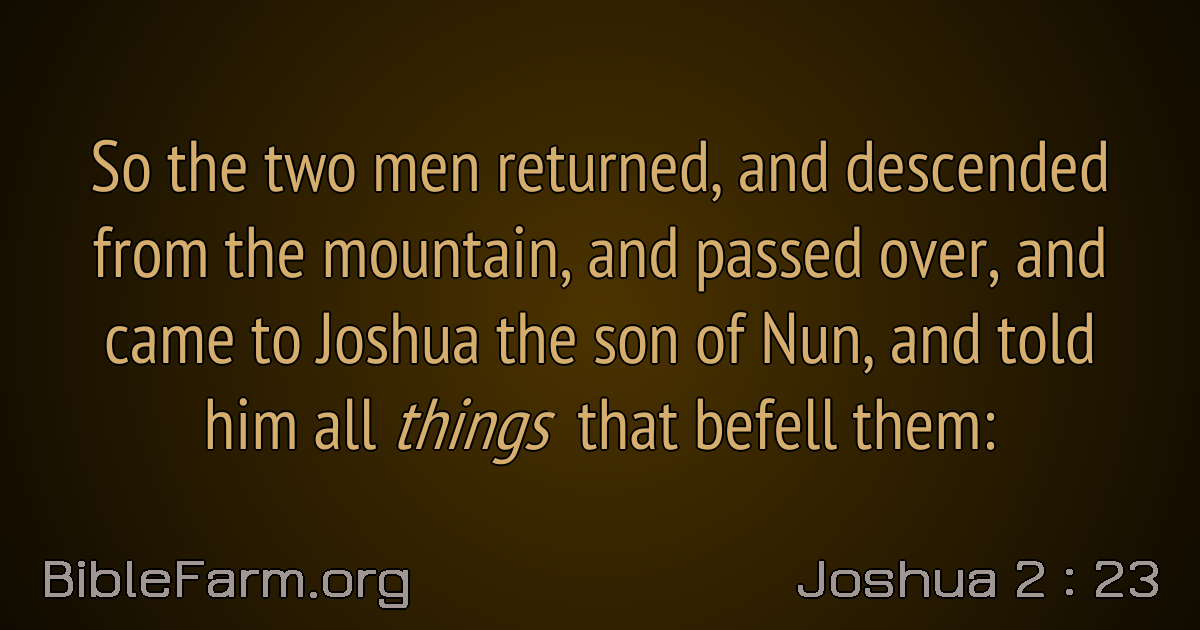 So the two men returned, and descended
from the mountain, and passed over, and
came to Joshua the son of Nun, and told
him all things that befell them:
BibleFarm.org
Joshua 2 : 23